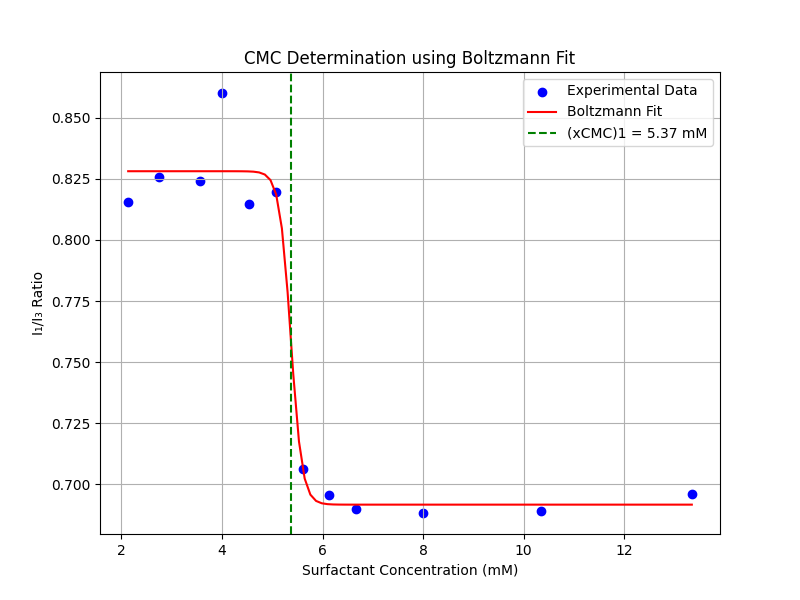 CMC Determination using Boltzmann Fit
Experimental Data
Boltzmann Fit
(xCMC)1 = 5.37 mM
0.850
0.825
0.800
0.775
0.750
0.725
0.700
I₁/I₃ Ratio
2 4 6 8 10 12
Surfactant Concentration (mM)